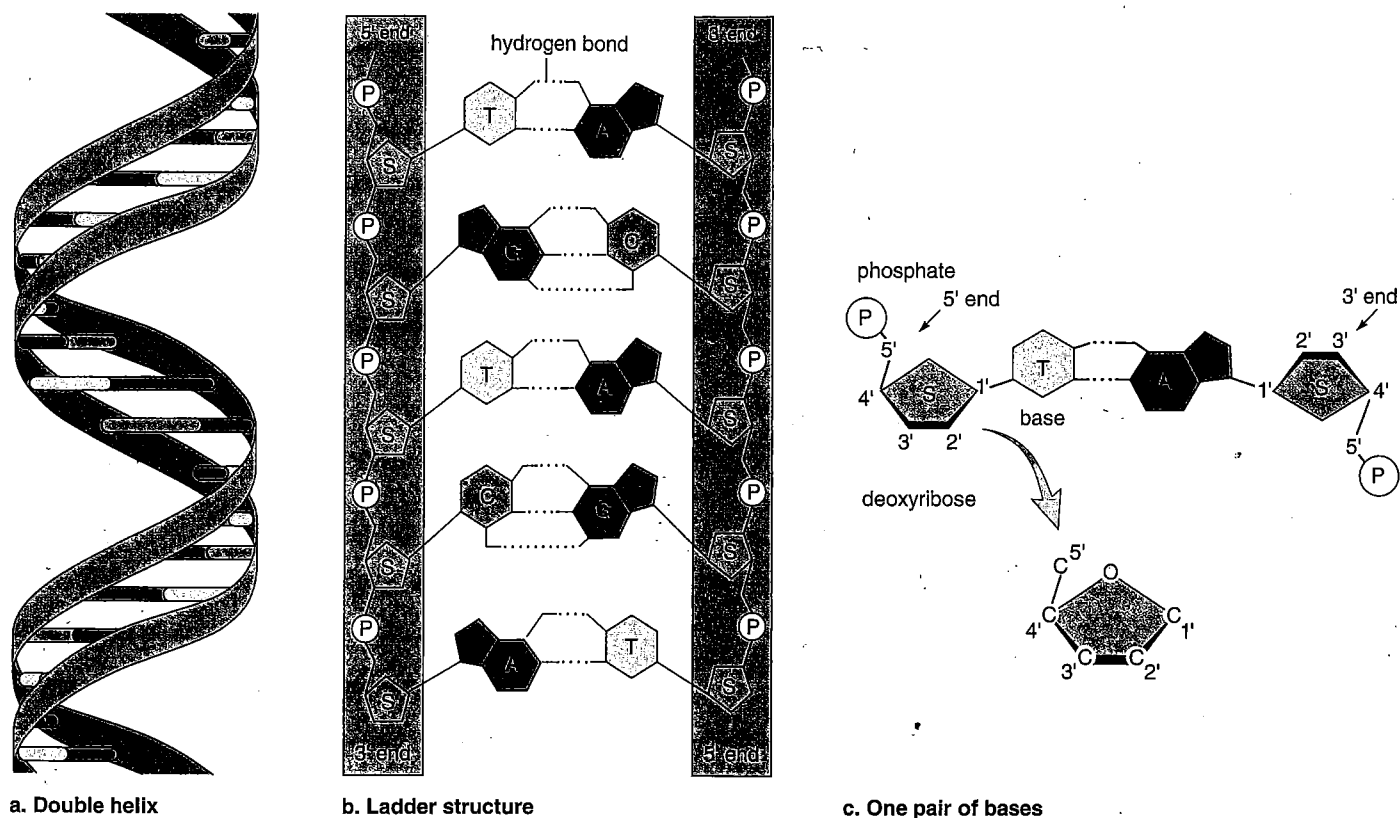 5' end
3' end
hydrogen bond
P
P
T
A
S
S
P
P
G
C
S
S
P
P
T
A
S
S
P
P
C
G
S
S
P
P
A
T
S
S
3' end
5' end
phosphate
P
5' end
5'
4'
S
1'
3'
2'
T
base
A
3' end
2'
3'
1'
S
4'
5'
P
deoxyribose
C
5'
O
C
4'
C
1'
3'
C
C
2'
a. Double helix
b. Ladder structure
c. One pair of bases